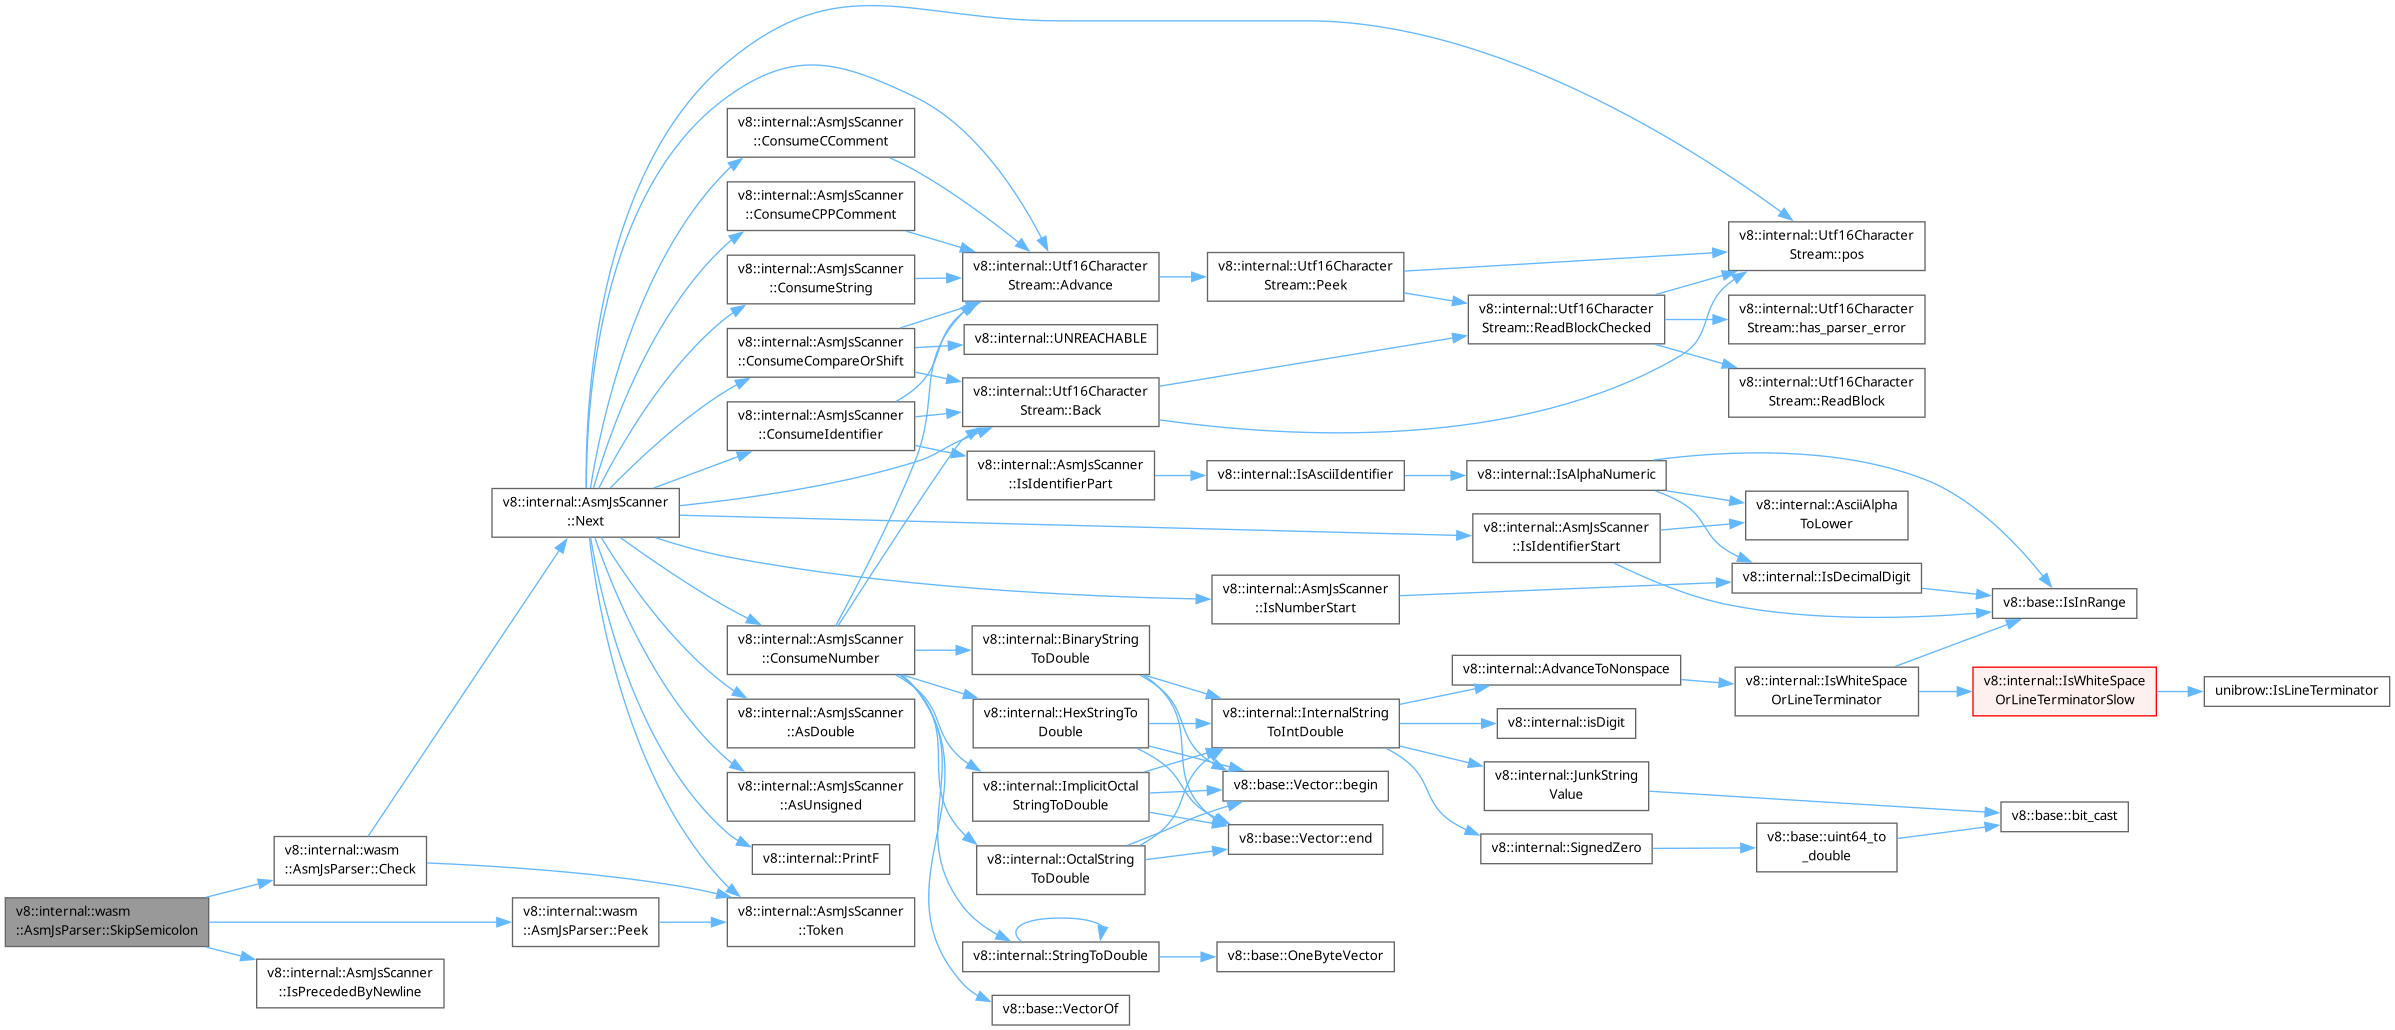 v8::internal::wasm
::AsmJsParser::SkipSemicolon
v8::internal::wasm
::AsmJsParser::Check
v8::internal::wasm
::AsmJsParser::Peek
v8::internal::AsmJsScanner
::IsPrecededByNewline
v8::internal::AsmJsScanner
::Next
v8::internal::AsmJsScanner
::ConsumeCComment
v8::internal::AsmJsScanner
::ConsumeCPPComment
v8::internal::AsmJsScanner
::ConsumeString
v8::internal::AsmJsScanner
::ConsumeCompareOrShift
v8::internal::AsmJsScanner
::ConsumeIdentifier
v8::internal::AsmJsScanner
::ConsumeNumber
v8::internal::AsmJsScanner
::AsDouble
v8::internal::AsmJsScanner
::AsUnsigned
v8::internal::PrintF
v8::internal::AsmJsScanner
::Token
v8::internal::Utf16Character
Stream::Advance
v8::internal::UNREACHABLE
v8::internal::Utf16Character
Stream::Back
v8::internal::AsmJsScanner
::IsIdentifierPart
v8::internal::BinaryString
ToDouble
v8::internal::HexStringTo
Double
v8::internal::ImplicitOctal
StringToDouble
v8::internal::OctalString
ToDouble
v8::internal::StringToDouble
v8::base::VectorOf
v8::internal::Utf16Character
Stream::Peek
v8::internal::IsAsciiIdentifier
v8::internal::AsmJsScanner
::IsNumberStart
v8::internal::InternalString
ToIntDouble
v8::base::Vector::begin
v8::base::Vector::end
v8::base::OneByteVector
v8::internal::Utf16Character
Stream::ReadBlockChecked
v8::internal::IsAlphaNumeric
v8::internal::AsmJsScanner
::IsIdentifierStart
v8::internal::AdvanceToNonspace
v8::internal::isDigit
v8::internal::JunkString
Value
v8::internal::SignedZero
v8::internal::Utf16Character
Stream::pos
v8::internal::Utf16Character
Stream::has_parser_error
v8::internal::Utf16Character
Stream::ReadBlock
v8::internal::AsciiAlpha
ToLower
v8::internal::IsDecimalDigit
v8::internal::IsWhiteSpace
OrLineTerminator
v8::base::uint64_to
_double
v8::base::IsInRange
v8::internal::IsWhiteSpace
OrLineTerminatorSlow
v8::base::bit_cast
unibrow::IsLineTerminator